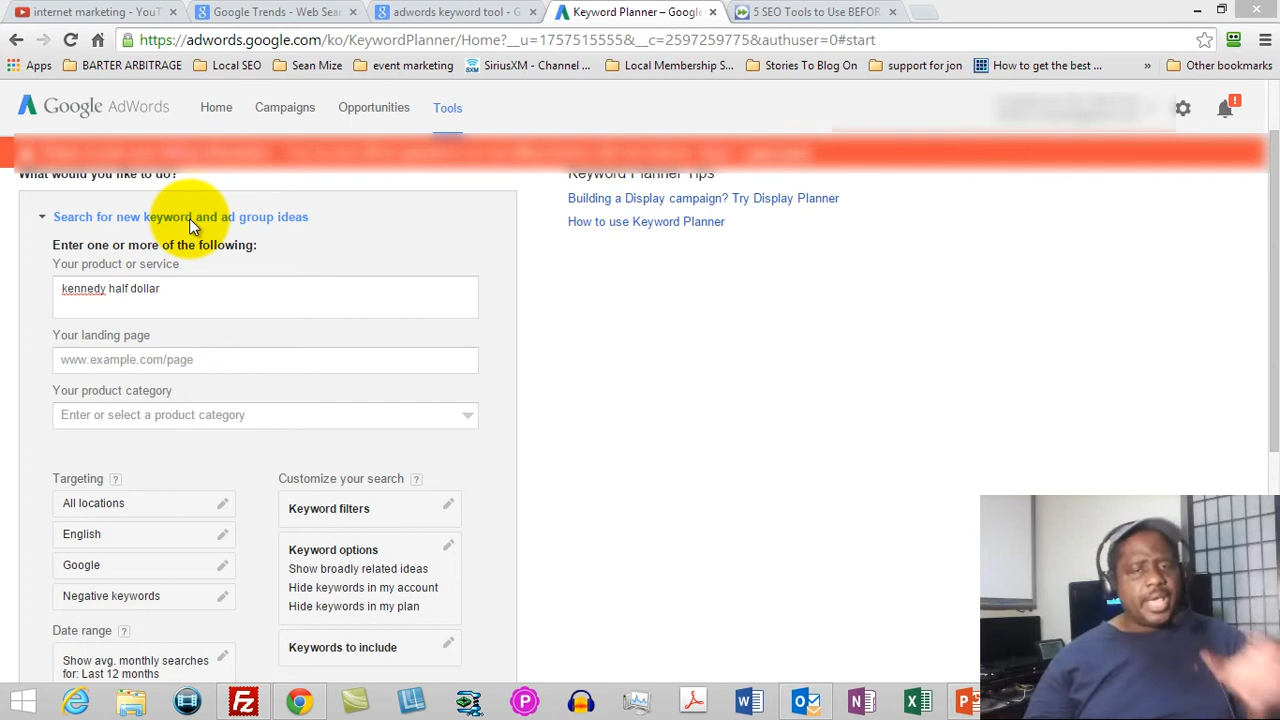 internet marketing - YouT
Google Trends - Web Sear
adwords keyword tool - G
Keyword Planner – Google
5 SEO Tools to Use BEFOR
https://adwords.google.com/ko/KeywordPlanner/Home?__u=1757515555&__c=2597259775&authuser=0#start
Apps
BARTER ARBITRAGE
Local SEO
Sean Mize
event marketing
SiriusXM - Channel ...
Local Membership S...
Stories To Blog On
support for jon
How to get the best ...
»
Other bookmarks
Google AdWords
Home
Campaigns
Opportunities
Tools
What would you like to do?
Search for new keyword and ad group ideas
Enter one or more of the following:
Your product or service
kennedy half dollar
Your landing page
www.example.com/page
Your product category
Enter or select a product category
Targeting ?
All locations
English
Google
Negative keywords
Date range ?
Show avg. monthly searches
for: Last 12 months
Customize your search ?
Keyword filters
Keyword options
Show broadly related ideas
Hide keywords in my account
Hide keywords in my plan
Keywords to include
Keyword Planner Tips
Building a Display campaign? Try Display Planner
How to use Keyword Planner